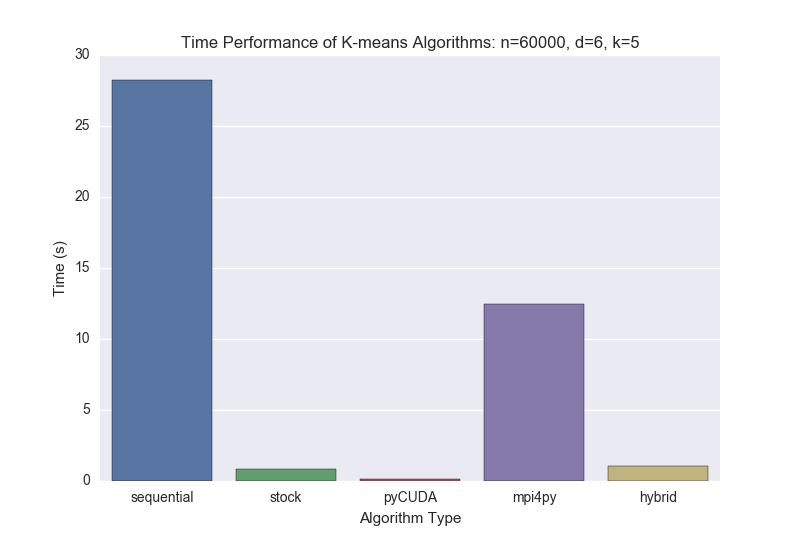 Time Performance of K-means Algorithms: n=60000, d=6, k=5
30
25
20
15
10
5
0
Time (s)
sequential stock pyCUDA mpi4py hybrid
Algorithm Type